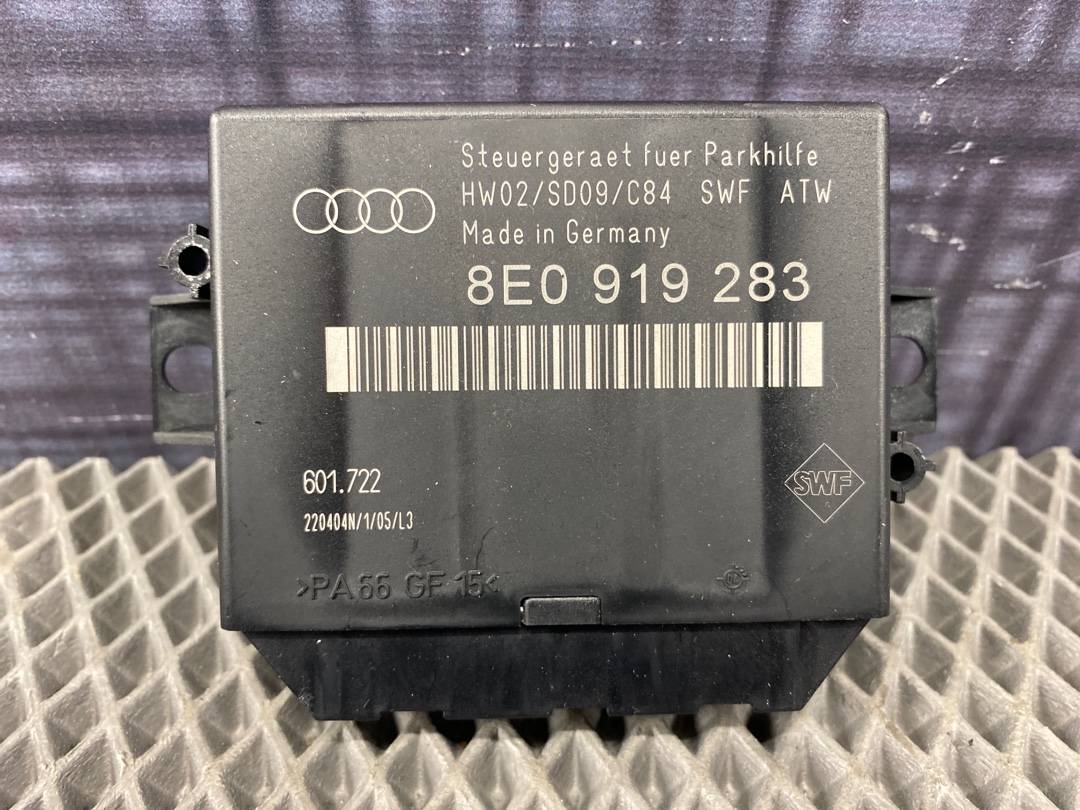 Steuergeraet fuer Parkhilfe
HW02/SD09/C84 SWF ATW
Made in Germany
8E0 919 283
601.722
SWF
220404N/1/05/L3
>PA66 GF 15<